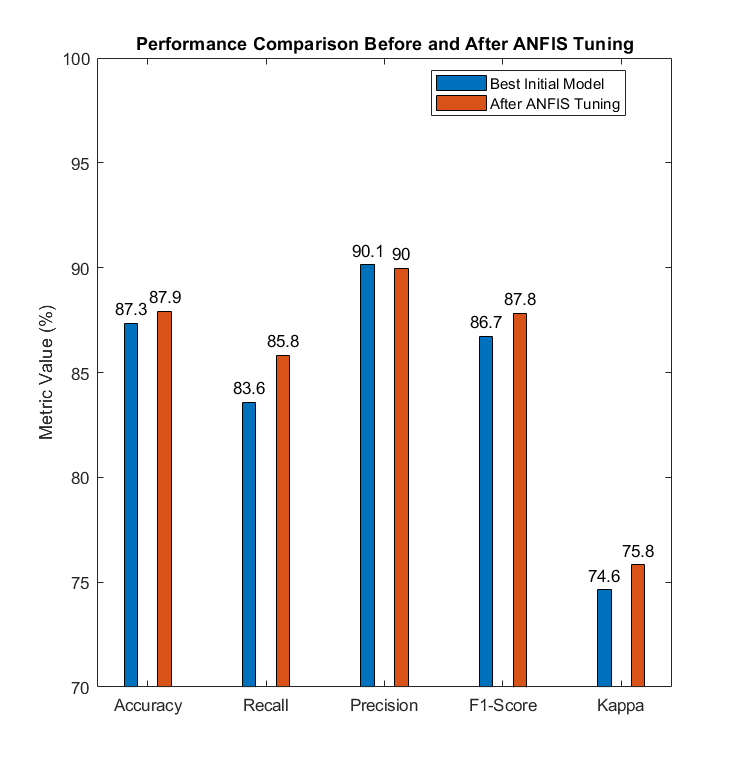 Performance Comparison Before and After ANFIS Tuning
Best Initial Model
After ANFIS Tuning
Metric Value (%)
100
95
90
85
80
75
70
87.3
87.9
83.6
85.8
90.1
90
86.7
87.8
74.6
75.8
Accuracy
Recall
Precision
F1-Score
Kappa